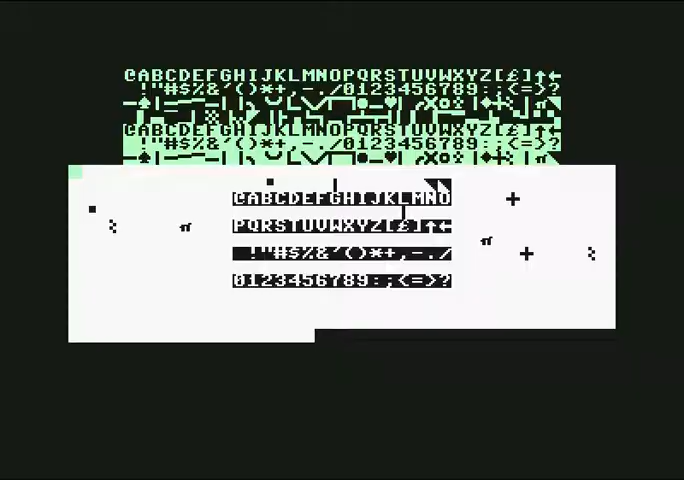 @ABCDEFGHIJKLMNOPQRSTUVWXYZ[£]↑←
!"#$%&'()*+,-./0123456789:;<=>?
@ABCDEFGHIJKLMNOPQRSTUVWXYZ[£]↑←
!"#$%&'()*+,-./0123456789:;<=>?
@ABCDEFGHIJKLMNO
PQRSTUVWXYZ[£]↑←
!"#$%&'()*+,-./
0123456789:;<=>?